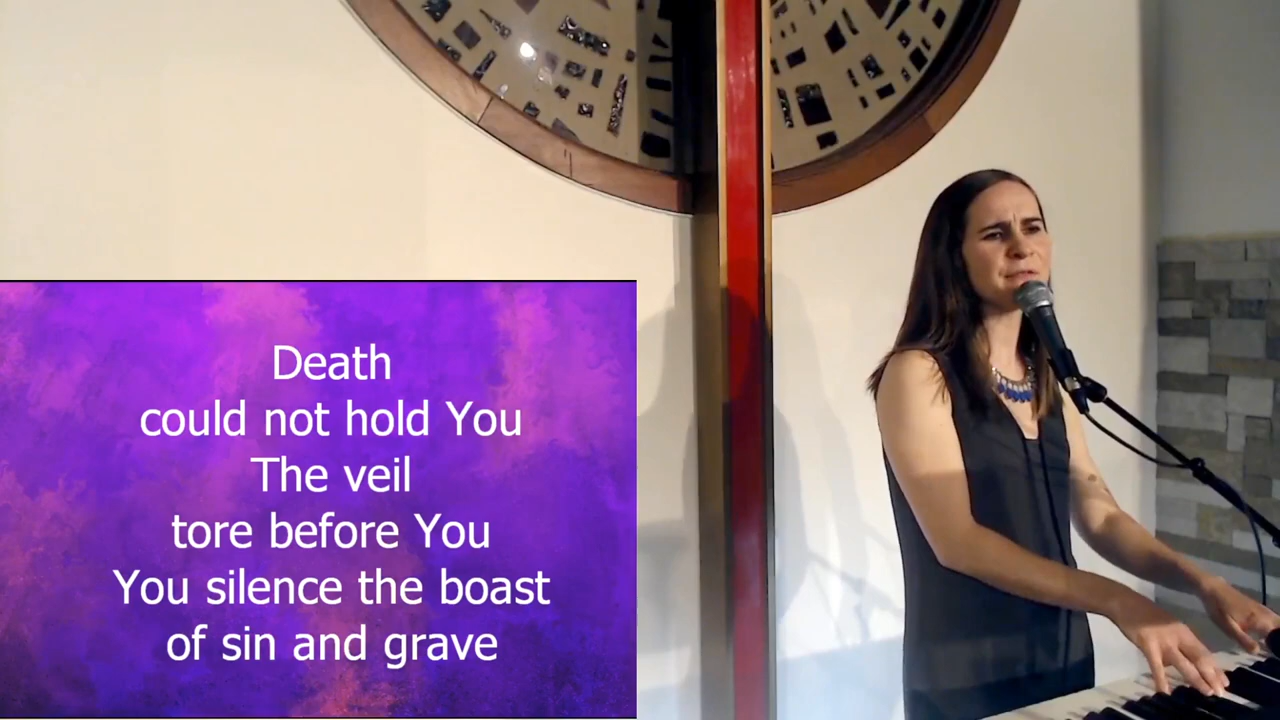 Death
could not hold You
The veil
tore before You
You silence the boast
of sin and grave